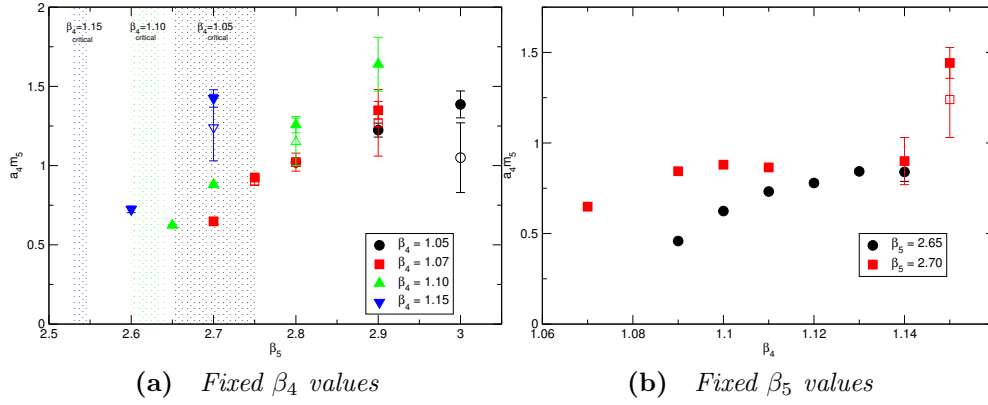 β₄=1.15
critical
β₄=1.10
critical
β₄=1.05
critical
2
1.5
1
0.5
0
a₄m₅
2.5
2.6
2.7
2.8
2.9
3
β₅
β₄ = 1.05
β₄ = 1.07
β₄ = 1.10
β₄ = 1.15
(a) Fixed β₄ values
1.5
1
0.5
0
a₄m₅
1.06
1.08
1.1
1.12
1.14
β₄
β₅ = 2.65
β₅ = 2.70
(b) Fixed β₅ values